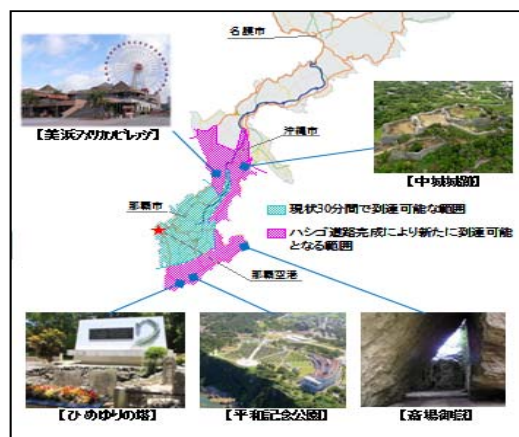 名護市
【美浜アメリカンビレッジ】
沖縄市
【中城城跡】
那覇市
現状30分間で到達可能な範囲
ハシゴ道路完成により新たに到達可能
となる範囲
那覇空港
【ひめゆりの塔】
【平和記念公園】
【斎場御嶽】